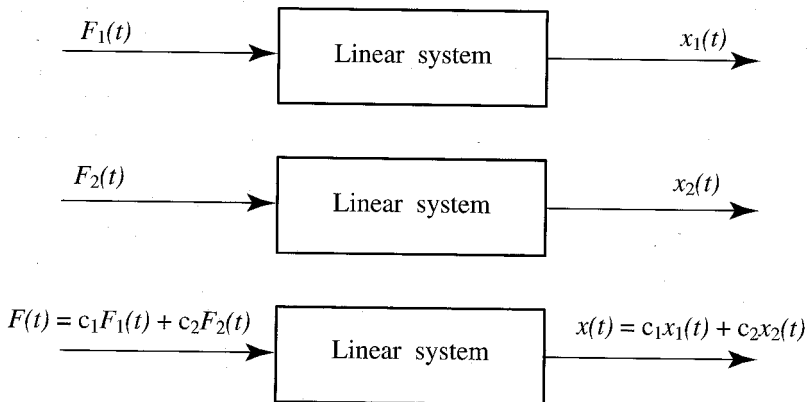 F₁(t)
Linear system
x₁(t)
F₂(t)
Linear system
x₂(t)
F(t) = c₁F₁(t) + c₂F₂(t)
Linear system
x(t) = c₁x₁(t) + c₂x₂(t)